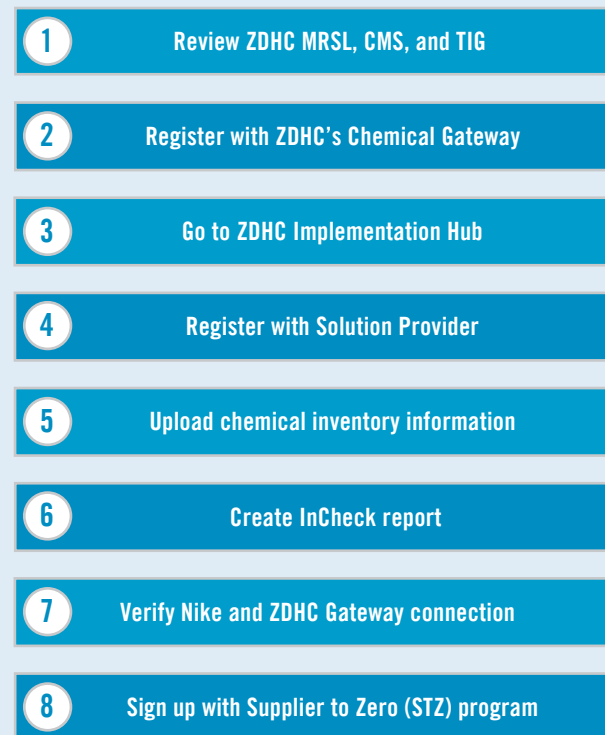 1 Review ZDHC MRSL, CMS, and TIG
2 Register with ZDHC's Chemical Gateway
3 Go to ZDHC Implementation Hub
4 Register with Solution Provider
5 Upload chemical inventory information
6 Create InCheck report
7 Verify Nike and ZDHC Gateway connection
8 Sign up with Supplier to Zero (STZ) program